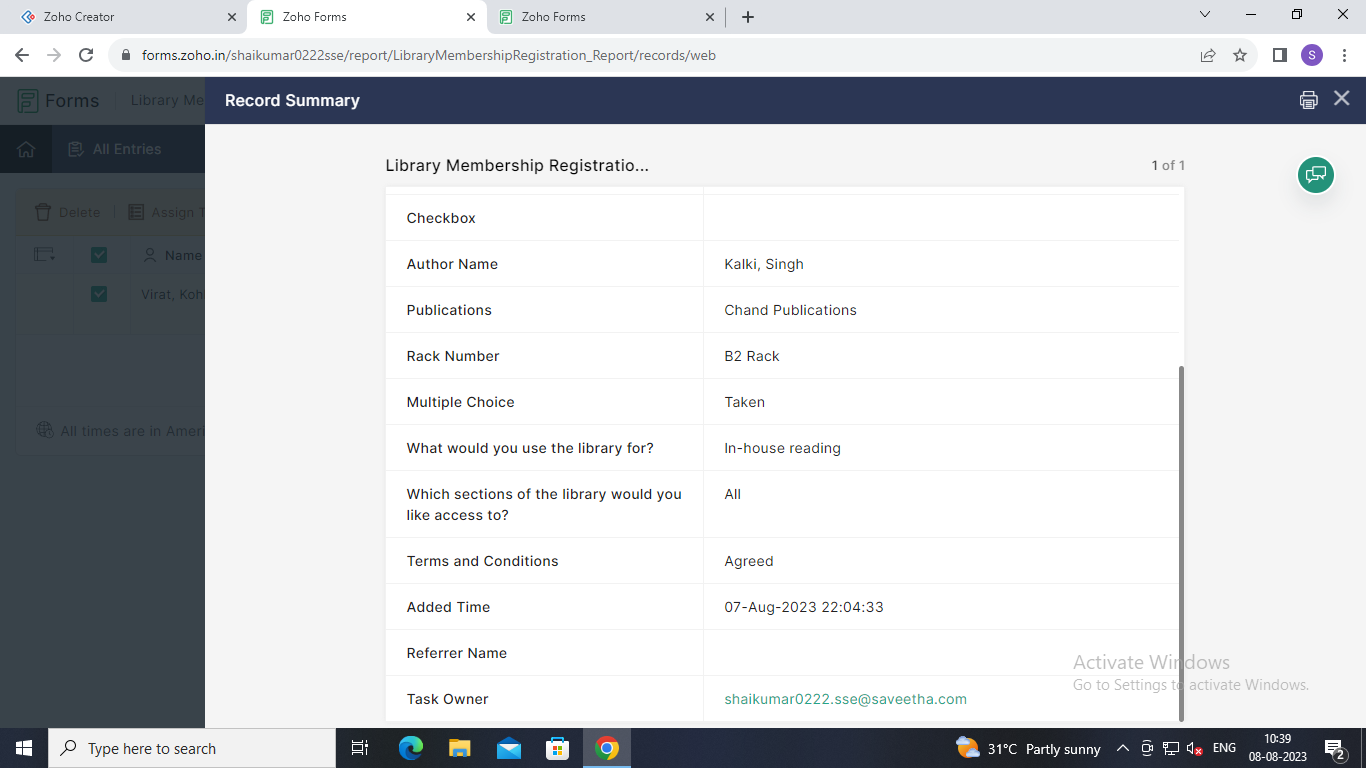 Zoho Creator
Zoho Forms
Zoho Forms
forms.zoho.in/shaikumar0222sse/report/LibraryMembershipRegistration_Report/records/web
S
Forms
Library Me
Record Summary
All Entries
Library Membership Registratio...
1 of 1
Delete
Assign T
Name
Virat, Koh
All times are in Ameri
Checkbox
Author Name
Kalki, Singh
Publications
Chand Publications
Rack Number
B2 Rack
Multiple Choice
Taken
What would you use the library for?
In-house reading
Which sections of the library would you
like access to?
All
Terms and Conditions
Agreed
Added Time
07-Aug-2023 22:04:33
Referrer Name
Task Owner
shaikumar0222.sse@saveetha.com
Activate Windows
Go to Settings to activate Windows.
Type here to search
31°C Partly sunny
ENG
10:39
08-08-2023
2